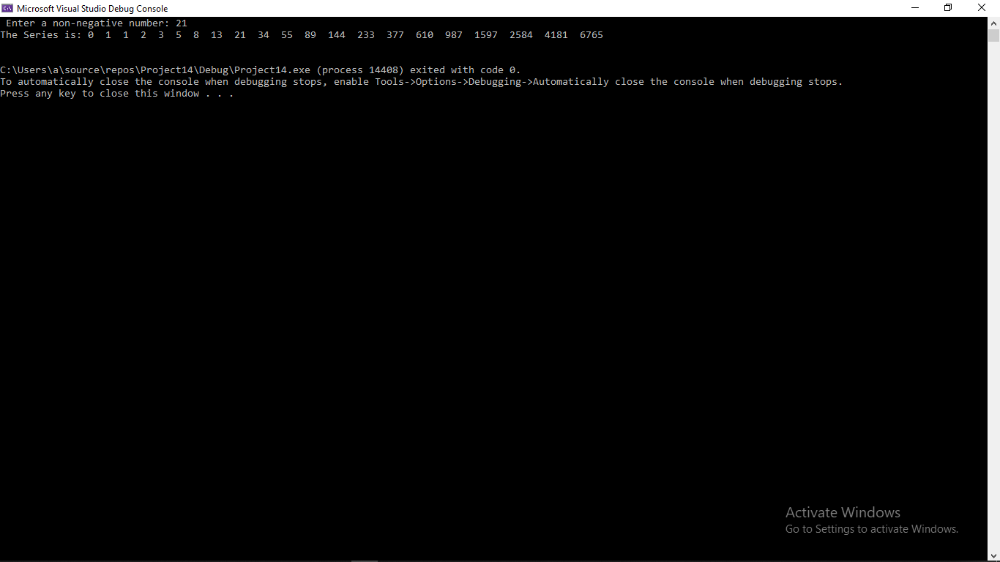 Microsoft Visual Studio Debug Console
Enter a non-negative number: 21
The Series is: 0 1 1 2 3 5 8 13 21 34 55 89 144 233 377 610 987 1597 2584 4181 6765
C:\Users\a\source\repos\Project14\Debug\Project14.exe (process 14408) exited with code 0.
To automatically close the console when debugging stops, enable Tools->Options->Debugging->Automatically close the console when debugging stops.
Press any key to close this window . . .
Activate Windows
Go to Settings to activate Windows.